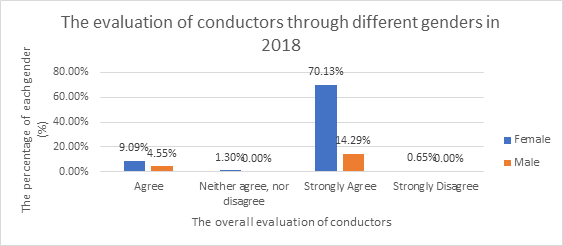 The evaluation of conductors through different genders in
2018
The percentage of eachgender
(%)
80.00%
60.00%
40.00%
20.00%
0.00%
9.09%
4.55%
1.30%
0.00%
70.13%
14.29%
0.65%
0.00%
Agree
Neither agree, nor
disagree
Strongly Agree
Strongly Disagree
The overall evaluation of conductors
Female
Male